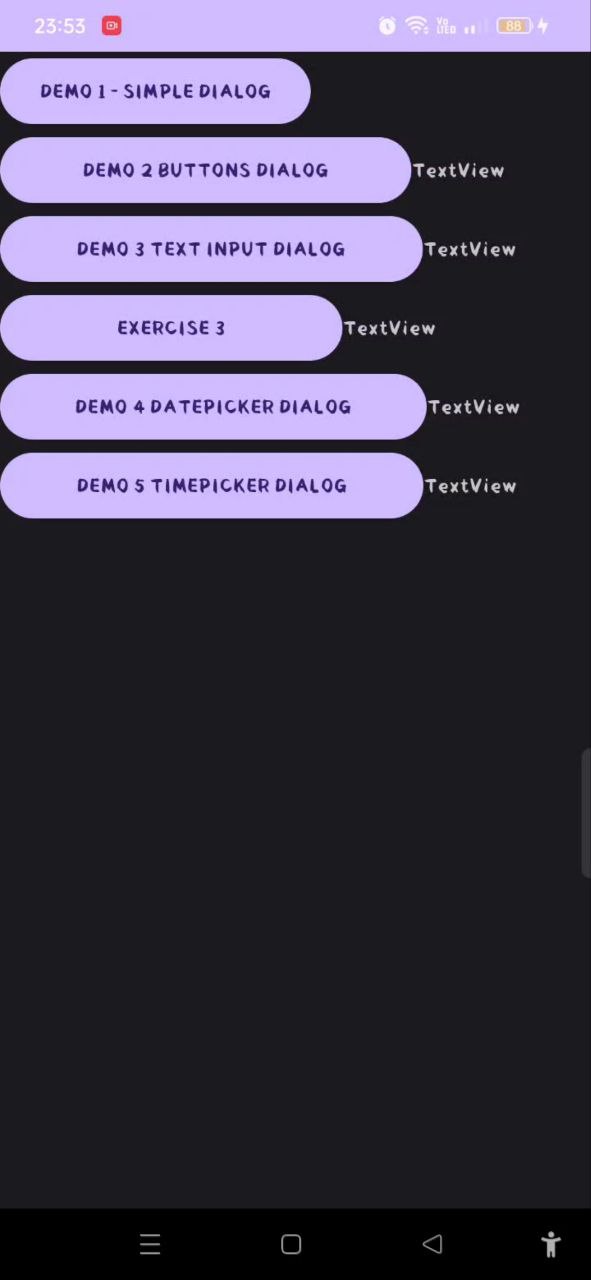 23:53 Vo LTED 88
DEMO 1 - SIMPLE DIALOG
DEMO 2 BUTTONS DIALOG TextView
DEMO 3 TEXT INPUT DIALOG TextView
EXERCISE 3 TextView
DEMO 4 DATEPICKER DIALOG TextView
DEMO 5 TIMEPICKER DIALOG TextView